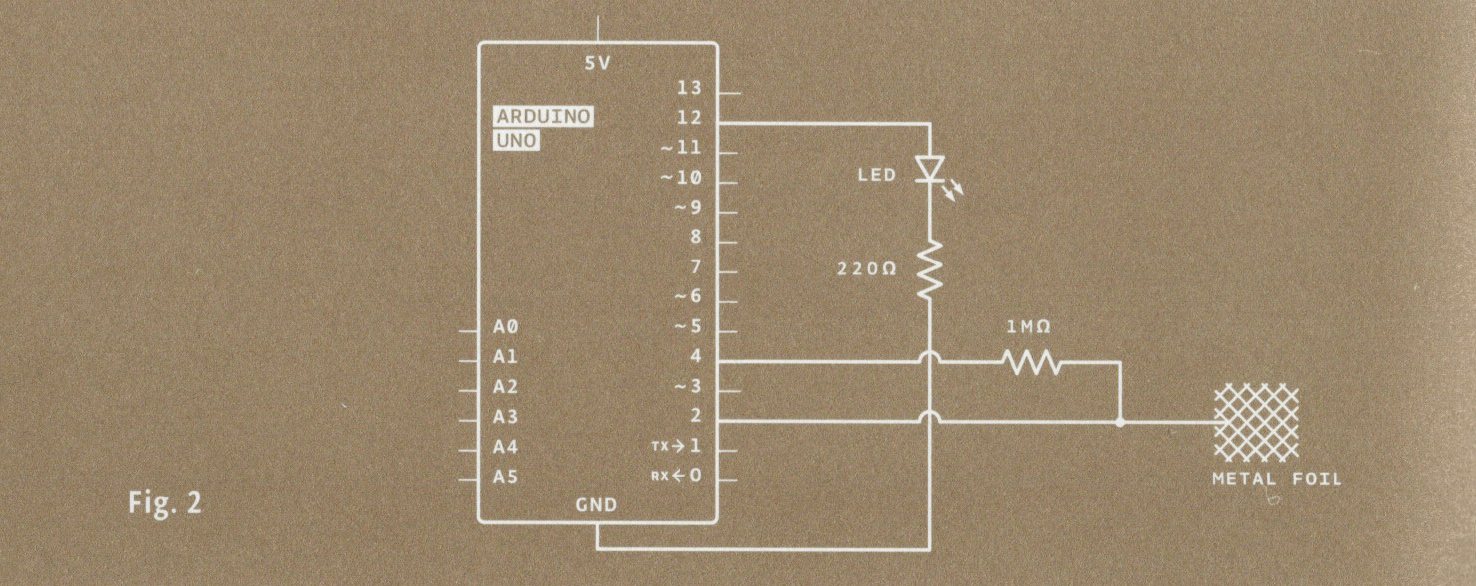 5V
ARDUINO
UNO
13
12
~11
~10
~9
8
7
~6
~5
4
~3
2
TX→1
RX←0
A0
A1
A2
A3
A4
A5
GND
LED
220Ω
1MΩ
METAL FOIL
Fig. 2